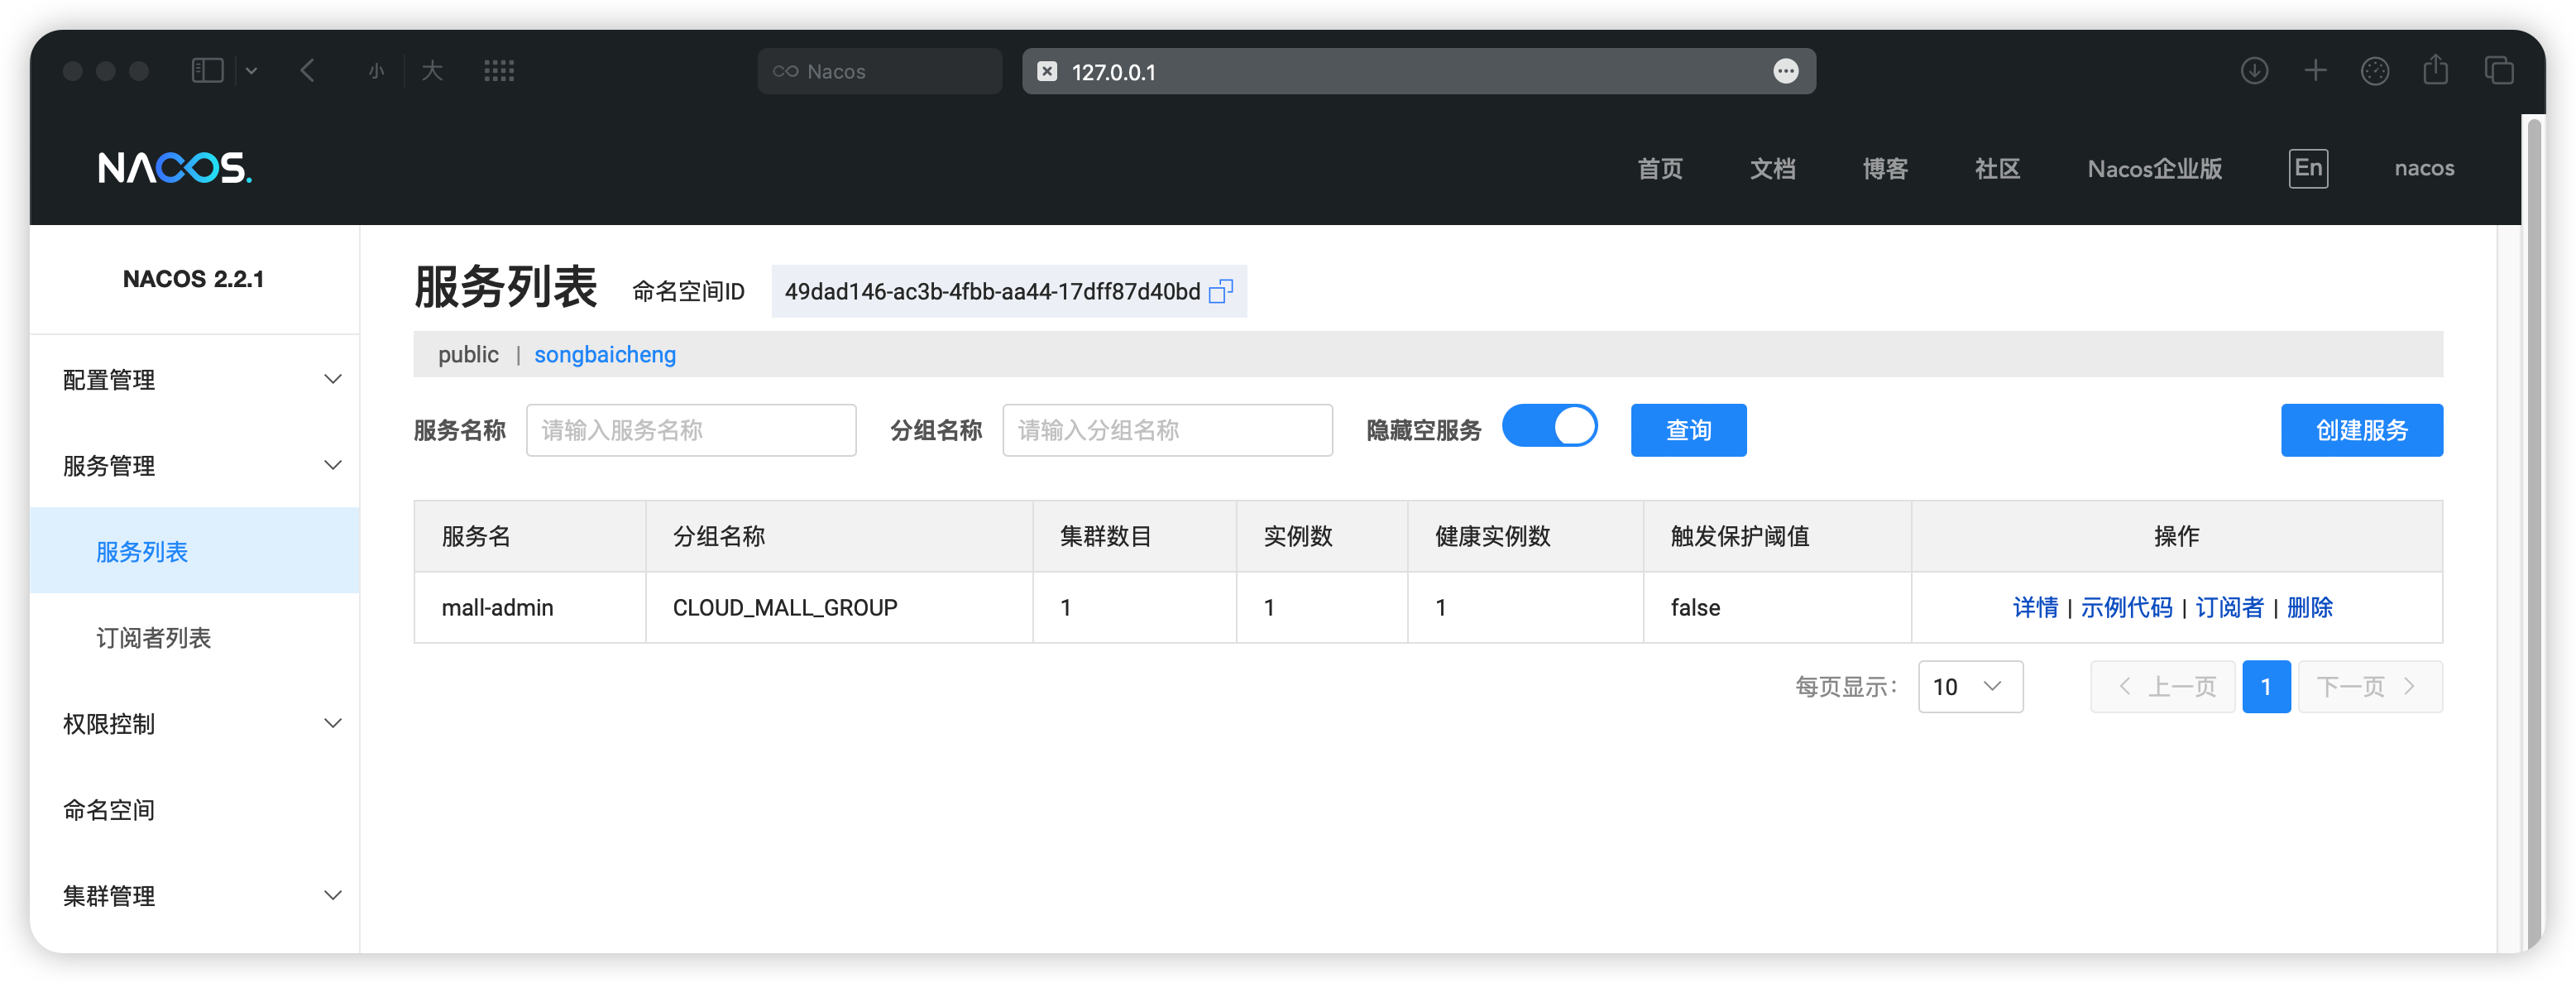 小 大 Nacos 127.0.0.1
NACOS. 首页 文档 博客 社区 Nacos企业版 En nacos
NACOS 2.2.1
配置管理
服务管理
服务列表
订阅者列表
权限控制
命名空间
集群管理
服务列表 命名空间ID 49dad146-ac3b-4fbb-aa44-17dff87d40bd
public | songbaicheng
服务名称 请输入服务名称 分组名称 请输入分组名称 隐藏空服务 查询 创建服务
服务名 分组名称 集群数目 实例数 健康实例数 触发保护阈值 操作
mall-admin CLOUD_MALL_GROUP 1 1 1 false 详情 | 示例代码 | 订阅者 | 删除
每页显示: 10 上一页 1 下一页